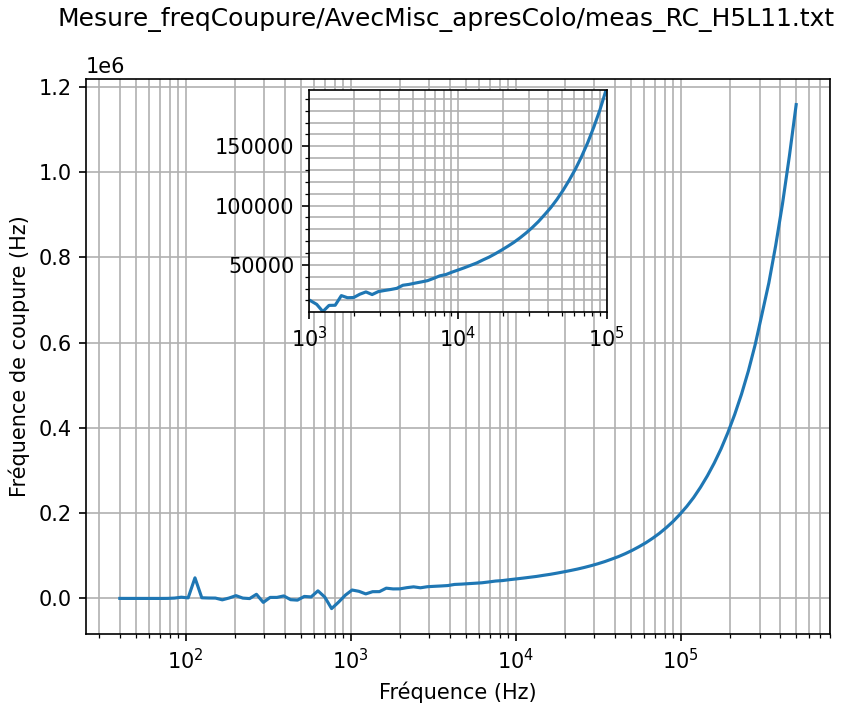 Mesure_freqCoupure/AvecMisc_apresColo/meas_RC_H5L11.txt
1e6
1.2
1.0
0.8
0.6
0.4
0.2
0.0
Fréquence de coupure (Hz)
150000
100000
50000
10³ 10⁴ 10⁵
10² 10³ 10⁴ 10⁵
Fréquence (Hz)